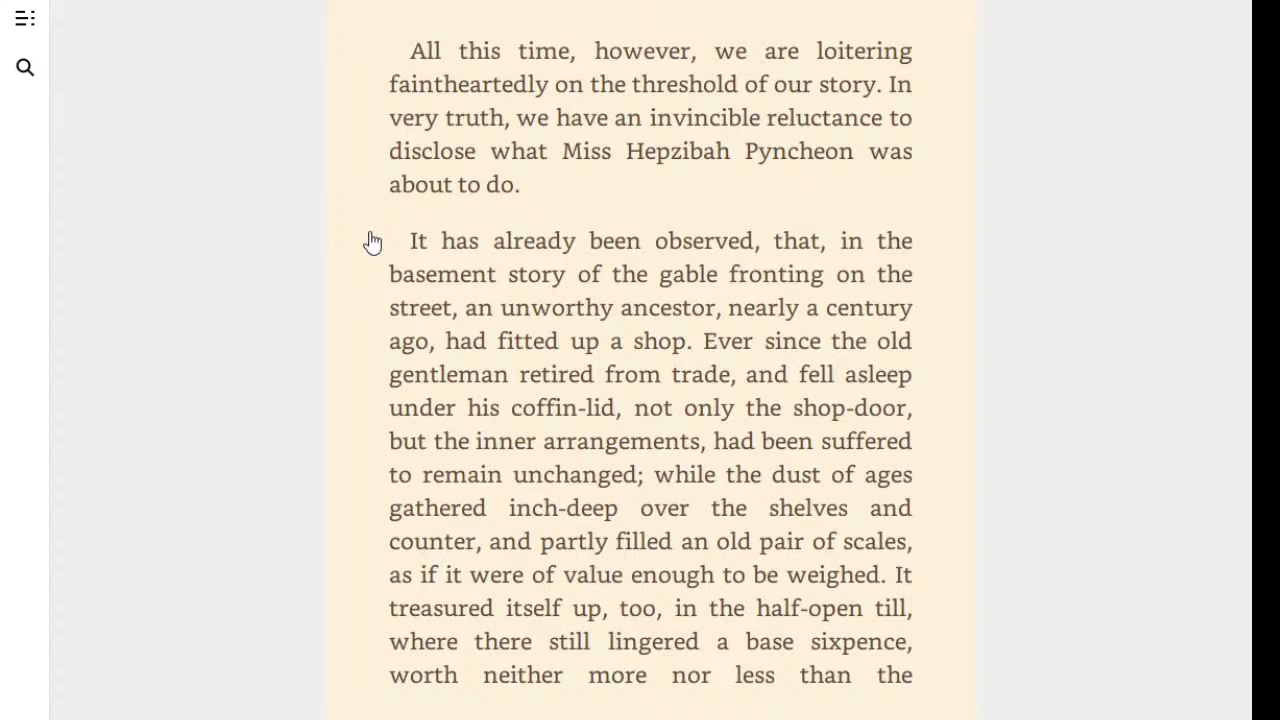 All this time, however, we are loitering
faintheartedly on the threshold of our story. In
very truth, we have an invincible reluctance to
disclose what Miss Hepzibah Pyncheon was
about to do.
It has already been observed, that, in the
basement story of the gable fronting on the
street, an unworthy ancestor, nearly a century
ago, had fitted up a shop. Ever since the old
gentleman retired from trade, and fell asleep
under his coffin-lid, not only the shop-door,
but the inner arrangements, had been suffered
to remain unchanged; while the dust of ages
gathered inch-deep over the shelves and
counter, and partly filled an old pair of scales,
as if it were of value enough to be weighed. It
treasured itself up, too, in the half-open till,
where there still lingered a base sixpence,
worth neither more nor less than the